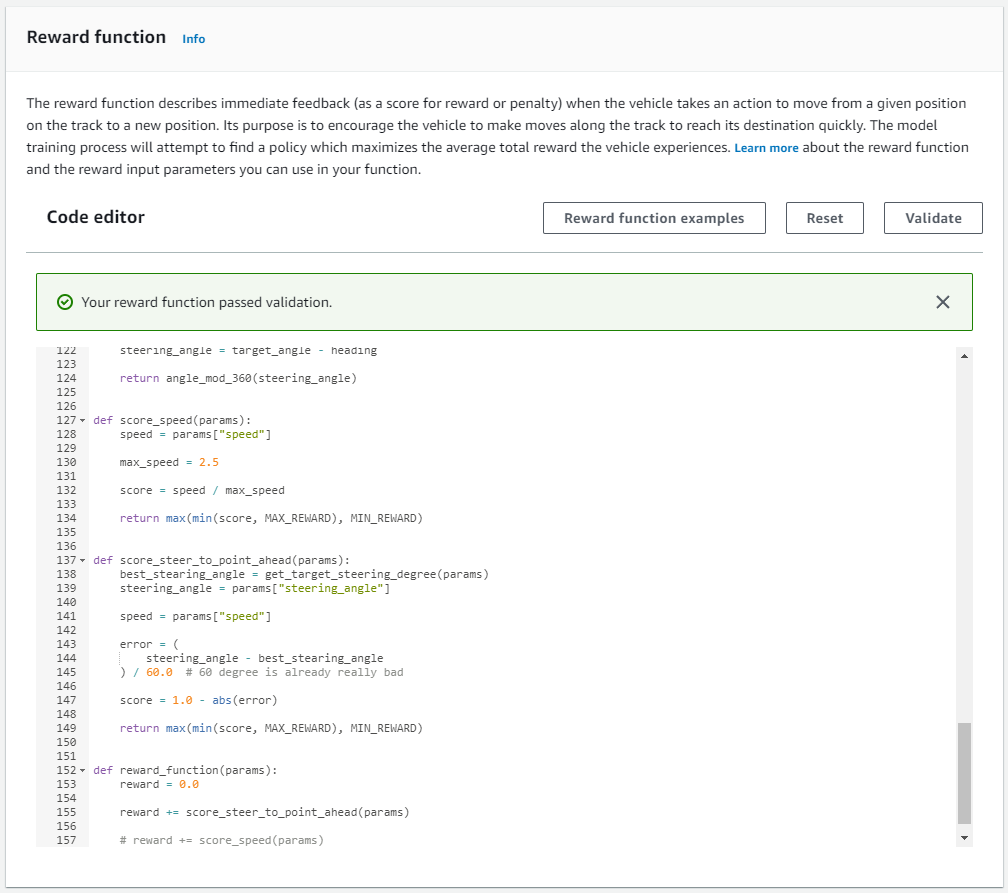 Reward function Info
The reward function describes immediate feedback (as a score for reward or penalty) when the vehicle takes an action to move from a given position
on the track to a new position. Its purpose is to encourage the vehicle to make moves along the track to reach its destination quickly. The model
training process will attempt to find a policy which maximizes the average total reward the vehicle experiences. Learn more about the reward function
and the reward input parameters you can use in your function.
Code editor Reward function examples Reset Validate
Your reward function passed validation.
122     steering_angle = target_angle - heading
123
124     return angle_mod_360(steering_angle)
125
126
127 def score_speed(params):
128     speed = params["speed"]
129
130     max_speed = 2.5
131
132     score = speed / max_speed
133
134     return max(min(score, MAX_REWARD), MIN_REWARD)
135
136
137 def score_steer_to_point_ahead(params):
138     best_stearing_angle = get_target_steering_degree(params)
139     steering_angle = params["steering_angle"]
140
141     speed = params["speed"]
142
143     error = (
144         steering_angle - best_stearing_angle
145     ) / 60.0  # 60 degree is already really bad
146
147     score = 1.0 - abs(error)
148
149     return max(min(score, MAX_REWARD), MIN_REWARD)
150
151
152 def reward_function(params):
153     reward = 0.0
154
155     reward += score_steer_to_point_ahead(params)
156
157     # reward += score_speed(params)